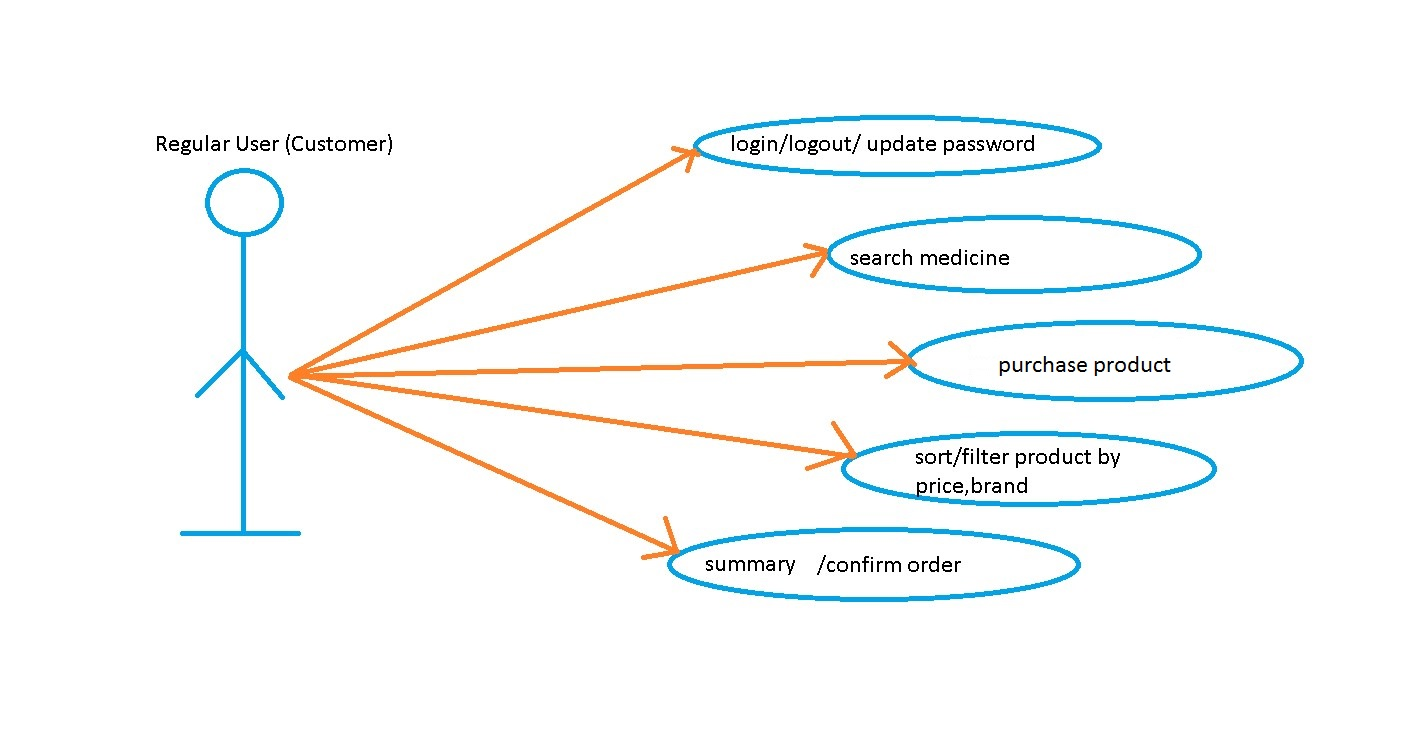 Regular User (Customer)
login/logout/ update password
search medicine
purchase product
sort/filter product by
price,brand
summary /confirm order